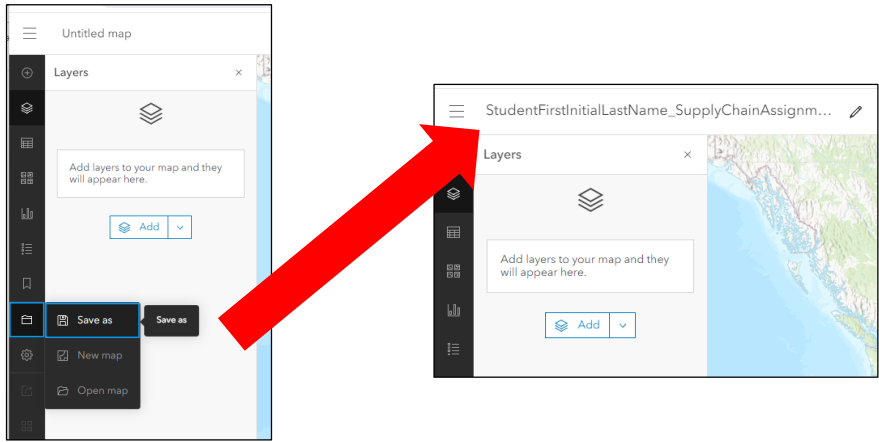 Untitled map
Layers
Add layers to your map and they
will appear here.
Add
Save as
Save as
New map
Open map
StudentFirstInitialLastName_SupplyChainAssignm...
Layers
Add layers to your map and they
will appear here.
Add